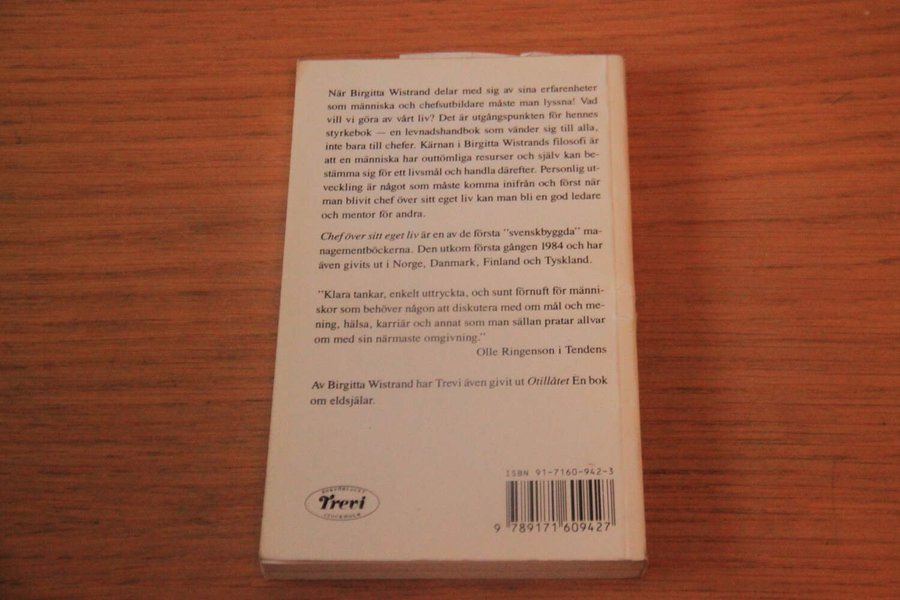 När Birgitta Wistrand delar med sig av sina erfarenheter
som människa och chefsutbildare måste man lyssna! Vad
vill vi göra av vårt liv? Det är utgångspunkten för hennes
styrkebok — en levnadshandbok som vänder sig till alla,
inte bara till chefer. Kärnan i Birgitta Wistrands filosofi är
att en människa har outtömliga resurser och själv kan be-
stämma sig för ett livsmål och handla därefter. Personlig ut-
veckling är något som måste komma inifrån och först när
man blivit chef över sitt eget liv kan man bli en god ledare
och mentor för andra.
Chef över sitt eget liv är en av de första "svenskbyggda" ma-
nagementböckerna. Den utkom första gången 1984 och har
även givits ut i Norge, Danmark, Finland och Tyskland.
"Klara tankar, enkelt uttryckta, och sunt förnuft för männi-
skor som behöver någon att diskutera med om mål och me-
ning, hälsa, karriär och annat som man sällan pratar allvar
om med sin närmaste omgivning."
Olle Ringenson i Tendens
Av Birgitta Wistrand har Trevi även givit ut Otillåtet En bok
om eldsjälar.
ISBN 91-7160-942-3
BOKFÖRLAGET
Trevi
STOCKHOLM
9 789171 609427